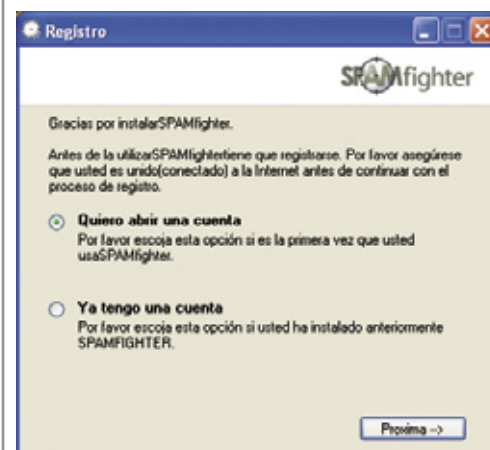 Registro
SPAMfighter
Gracias por instalarSPAMfighter.
Antes de la utilizarSPAMfightertiene que registrarse. Por favor asegúrese
que usted es unido(conectado) a la Internet antes de continuar con el
proceso de registro.
Quiero abrir una cuenta
Por favor escoja esta opción si es la primera vez que usted
usaSPAMfighter.
Ya tengo una cuenta
Por favor escoja esta opción si usted ha instalado anteriormente
SPAMFIGHTER.
Proxima -->